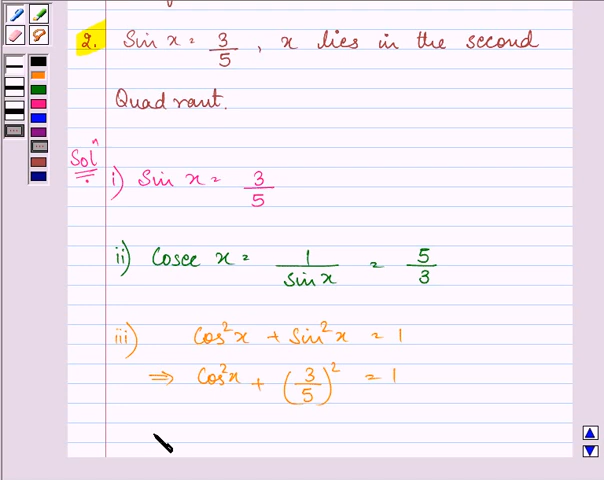 2. Sin x = 3/5 , x lies in the second
Quadrant.
Solⁿ
i) Sin x = 3/5
ii) Cosec x = 1/sin x = 5/3
iii) Cos²x + Sin²x = 1
⇒ Cos²x + (3/5)² = 1